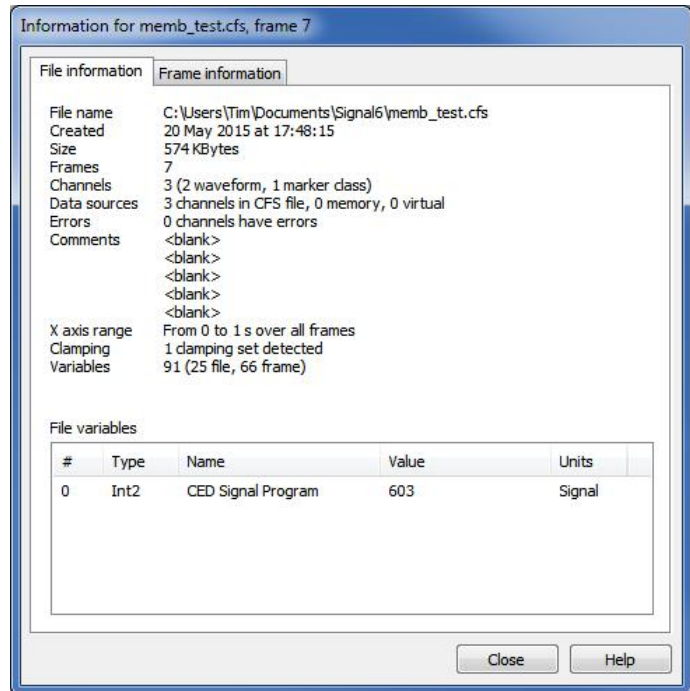 Information for memb_test.cfs, frame 7
File information Frame information
File name C:\Users\Tim\Documents\Signal6\memb_test.cfs
Created 20 May 2015 at 17:48:15
Size 574 KBytes
Frames 7
Channels 3 (2 waveform, 1 marker class)
Data sources 3 channels in CFS file, 0 memory, 0 virtual
Errors 0 channels have errors
Comments <blank>
<blank>
<blank>
<blank>
<blank>
X axis range From 0 to 1 s over all frames
Clamping 1 clamping set detected
Variables 91 (25 file, 66 frame)
File variables
# Type Name Value Units
0 Int2 CED Signal Program 603 Signal
Close Help